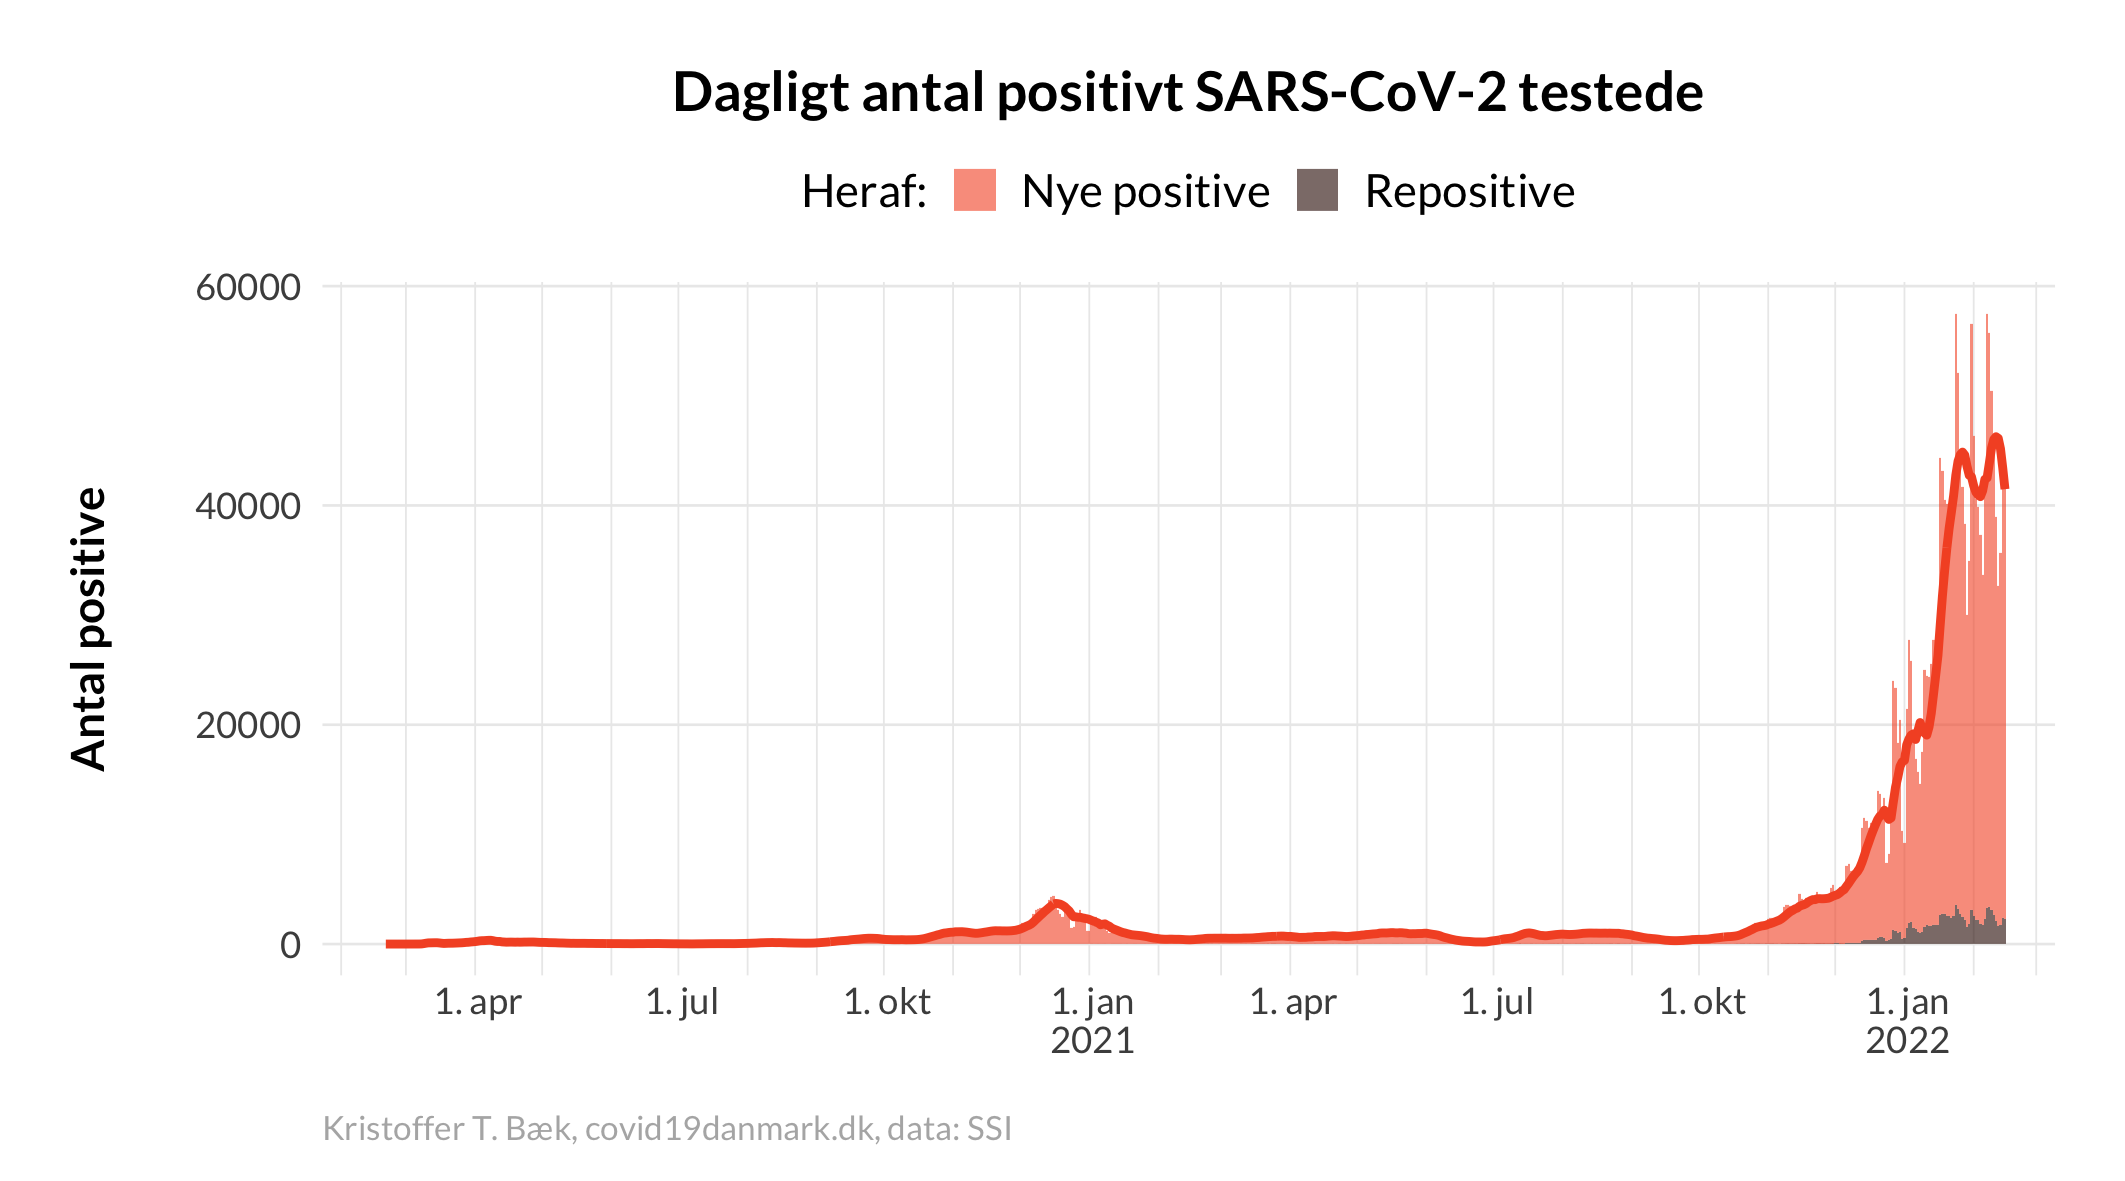 Dagligt antal positivt SARS-CoV-2 testede
Heraf: Nye positive Repositive
Antal positive
60000
40000
20000
0
1. apr 1. jul 1. okt 1. jan 1. apr 1. jul 1. okt 1. jan
2021 2022
Kristoffer T. Bæk, covid19danmark.dk, data: SSI